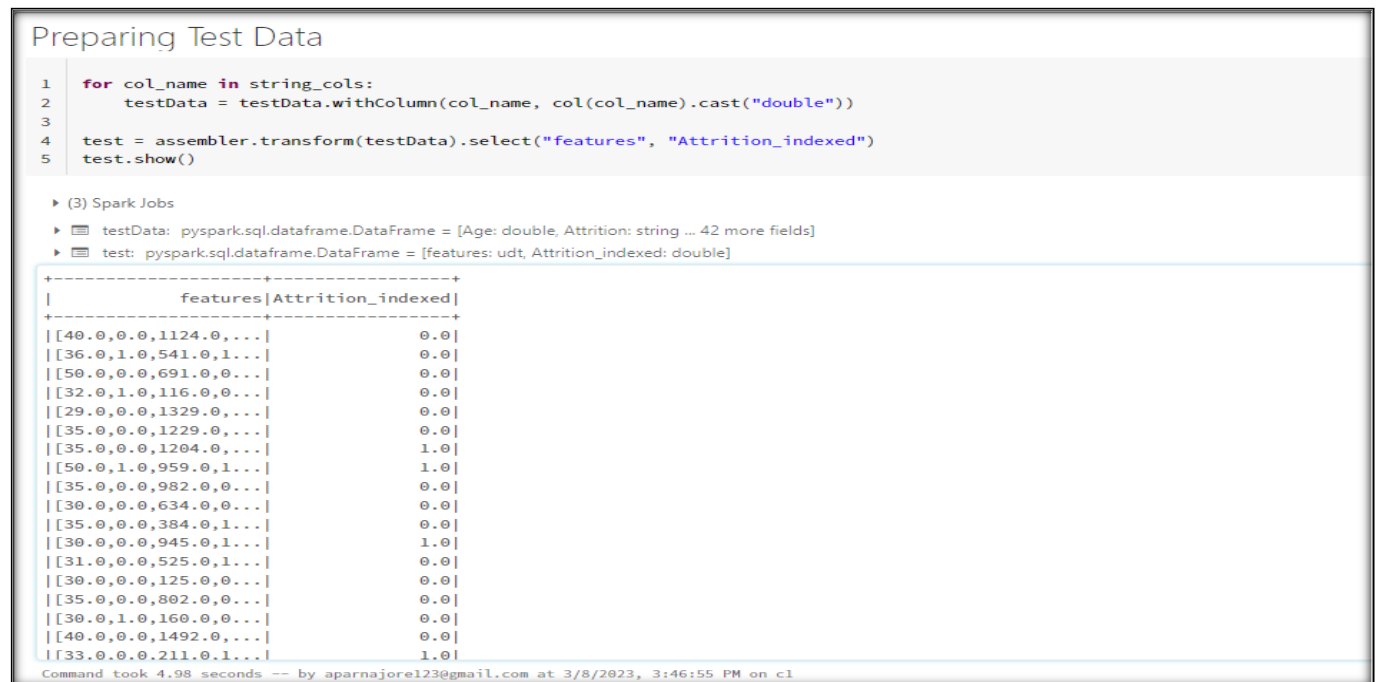 Preparing Test Data
1 for col_name in string_cols:
2     testData = testData.withColumn(col_name, col(col_name).cast("double"))
3
4 test = assembler.transform(testData).select("features", "Attrition_indexed")
5 test.show()
(3) Spark Jobs
testData: pyspark.sql.dataframe.DataFrame = [Age: double, Attrition: string ... 42 more fields]
test: pyspark.sql.dataframe.DataFrame = [features: udt, Attrition_indexed: double]
+--------------------+-----------------+
|            features|Attrition_indexed|
+--------------------+-----------------+
|[40.0,0.0,1124.0,...|              0.0|
|[36.0,1.0,541.0,1...|              0.0|
|[50.0,0.0,691.0,0...|              0.0|
|[32.0,1.0,116.0,0...|              0.0|
|[29.0,0.0,1329.0,...|              0.0|
|[35.0,0.0,1229.0,...|              0.0|
|[35.0,0.0,1204.0,...|              1.0|
|[50.0,1.0,959.0,1...|              1.0|
|[35.0,0.0,982.0,0...|              0.0|
|[30.0,0.0,634.0,0...|              0.0|
|[35.0,0.0,384.0,1...|              0.0|
|[30.0,0.0,945.0,1...|              1.0|
|[31.0,0.0,525.0,1...|              0.0|
|[30.0,0.0,125.0,0...|              0.0|
|[35.0,0.0,802.0,0...|              0.0|
|[30.0,1.0,160.0,0...|              0.0|
|[40.0,0.0,1492.0,...|              0.0|
|[33.0,0.0,211.0,1...|              1.0|
Command took 4.98 seconds -- by aparnajore123@gmail.com at 3/8/2023, 3:46:55 PM on cl